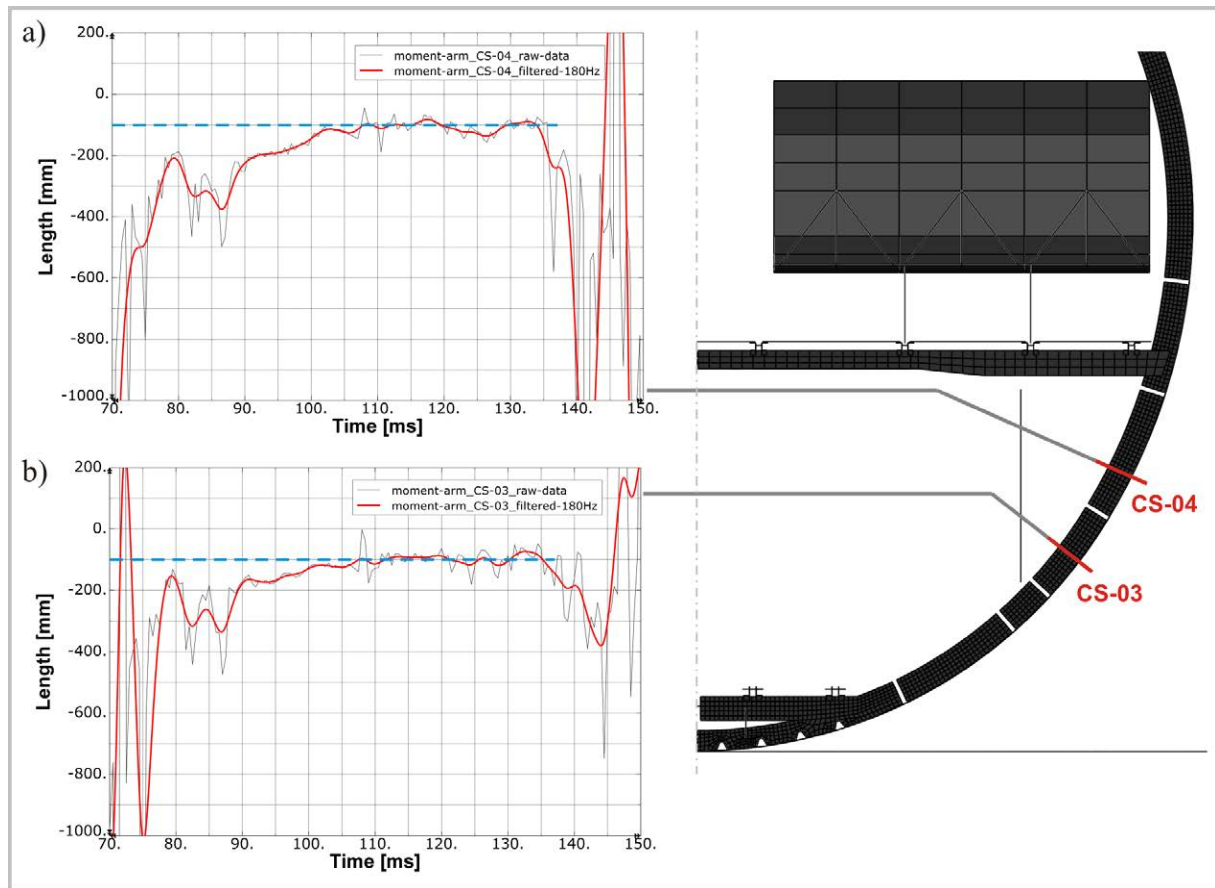 a)
200.
0.
-200.
-400.
-600.
-800.
-1000.
Length [mm]
moment-arm_CS-04_raw-data
moment-arm_CS-04_filtered-180Hz
70. 80. 90. 100. 110. 120. 130. 140. 150.
Time [ms]
b)
200.
0.
-200.
-400.
-600.
-800.
-1000.
Length [mm]
moment-arm_CS-03_raw-data
moment-arm_CS-03_filtered-180Hz
70. 80. 90. 100. 110. 120. 130. 140. 150.
Time [ms]
CS-04
CS-03